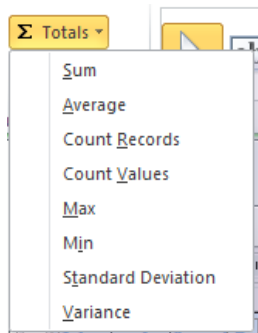 Σ Totals
Sum
Average
Count Records
Count Values
Max
Min
Standard Deviation
Variance